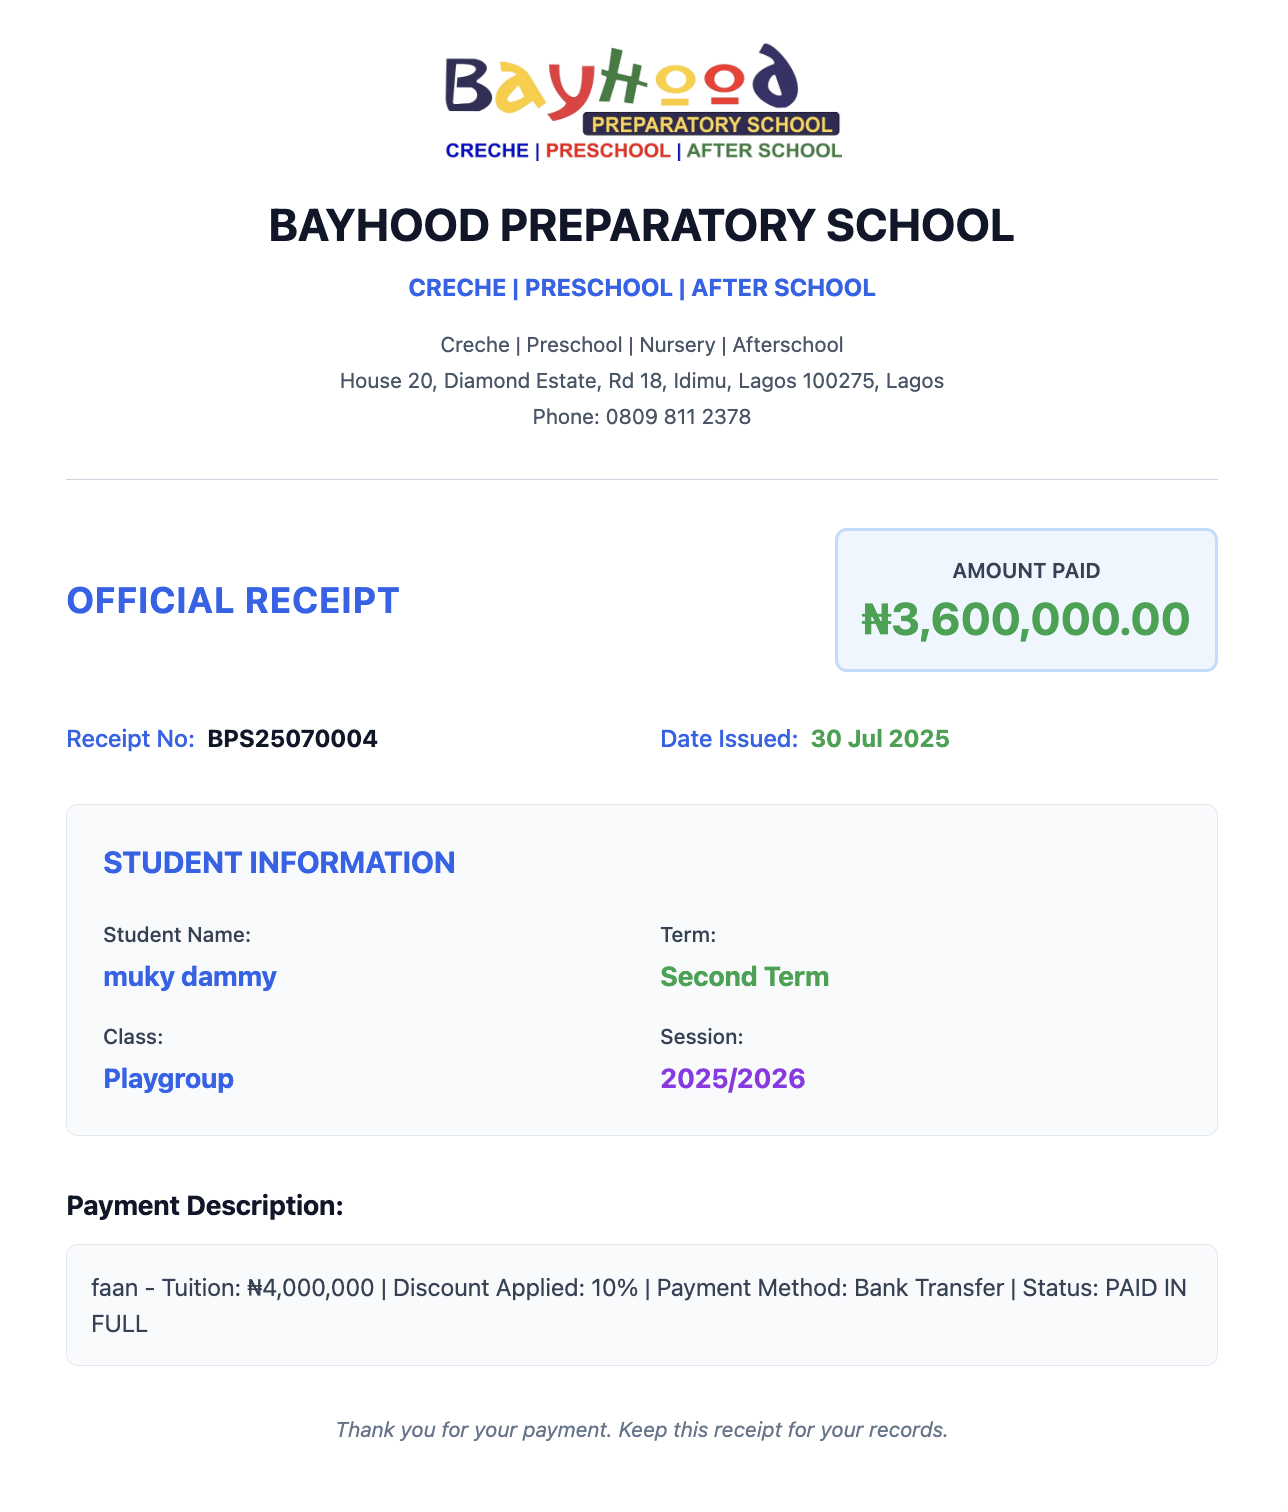 BayHood
PREPARATORY SCHOOL
CRECHE | PRESCHOOL | AFTER SCHOOL
BAYHOOD PREPARATORY SCHOOL
CRECHE | PRESCHOOL | AFTER SCHOOL
Creche | Preschool | Nursery | Afterschool
House 20, Diamond Estate, Rd 18, Idimu, Lagos 100275, Lagos
Phone: 0809 811 2378
OFFICIAL RECEIPT
AMOUNT PAID
₦3,600,000.00
Receipt No: BPS25070004
Date Issued: 30 Jul 2025
STUDENT INFORMATION
Student Name:
muky dammy
Term:
Second Term
Class:
Playgroup
Session:
2025/2026
Payment Description:
faan - Tuition: ₦4,000,000 | Discount Applied: 10% | Payment Method: Bank Transfer | Status: PAID IN
FULL
Thank you for your payment. Keep this receipt for your records.